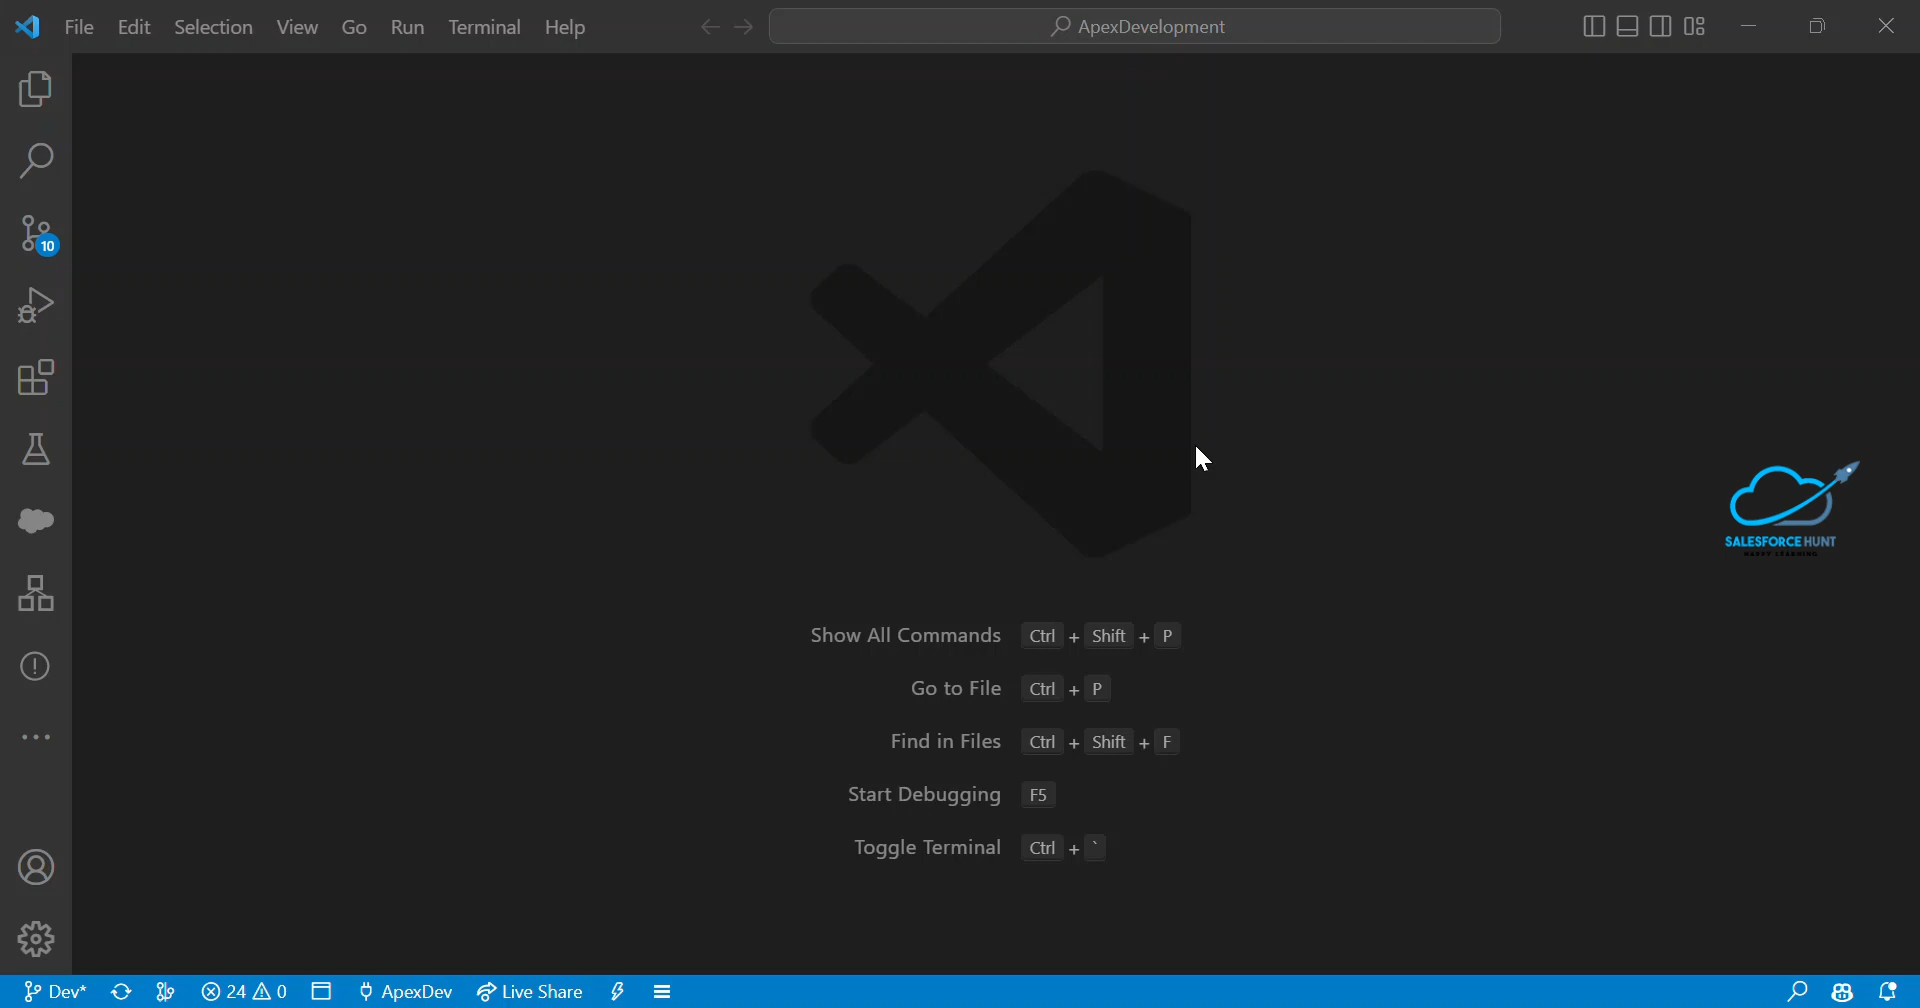 File Edit Selection View Go Run Terminal Help ApexDevelopment
10
SALESFORCE HUNT
Show All Commands Ctrl + Shift + P
Go to File Ctrl + P
Find in Files Ctrl + Shift + F
Start Debugging F5
Toggle Terminal Ctrl + `
Dev* 24 0 ApexDev Live Share